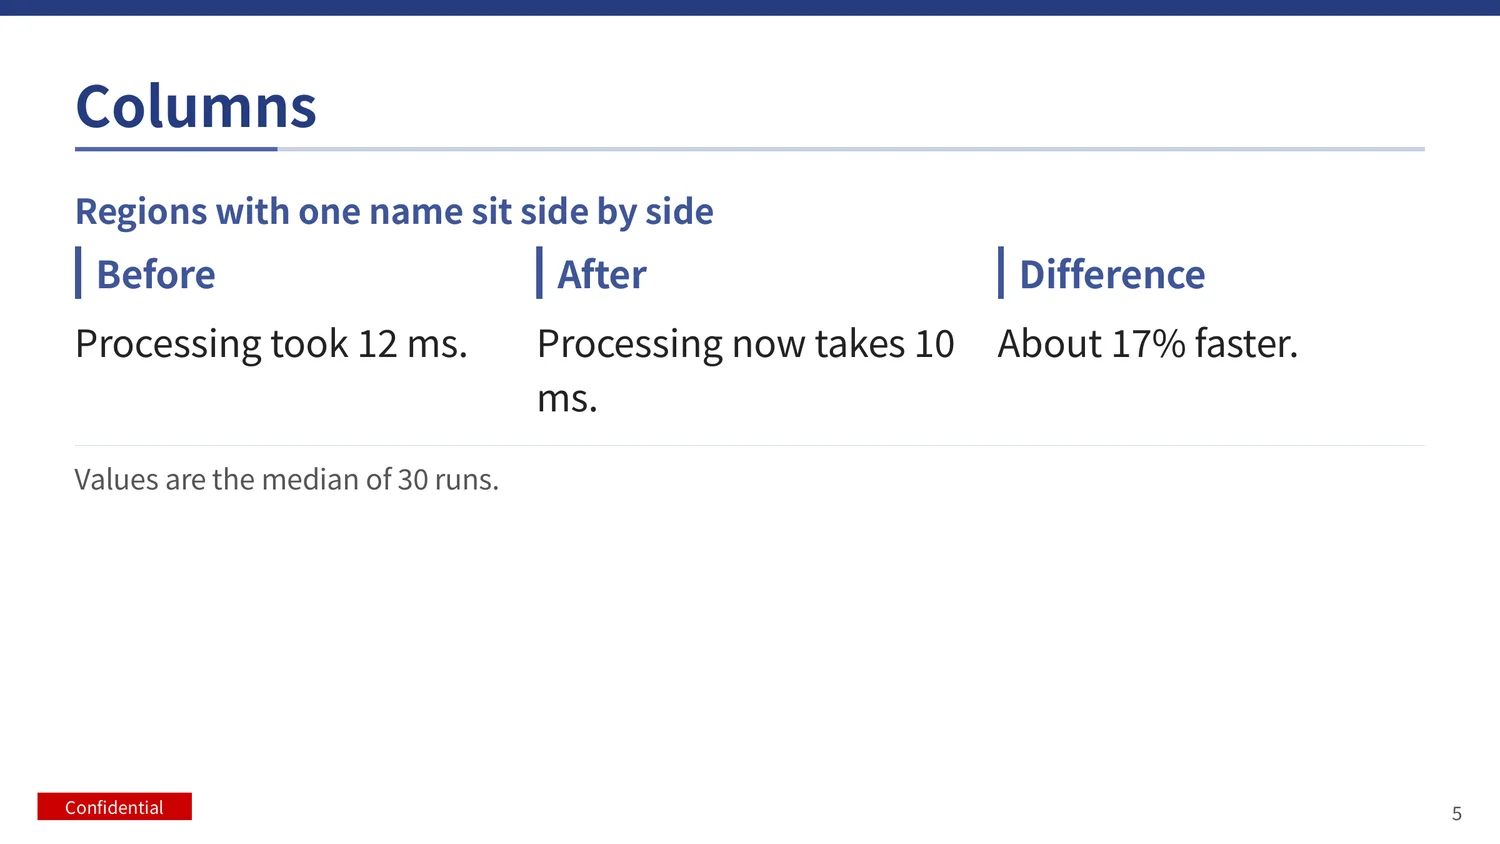 Columns
Regions with one name sit side by side
Before
Processing took 12 ms.
After
Processing now takes 10
ms.
Difference
About 17% faster.
Values are the median of 30 runs.
Confidential
5